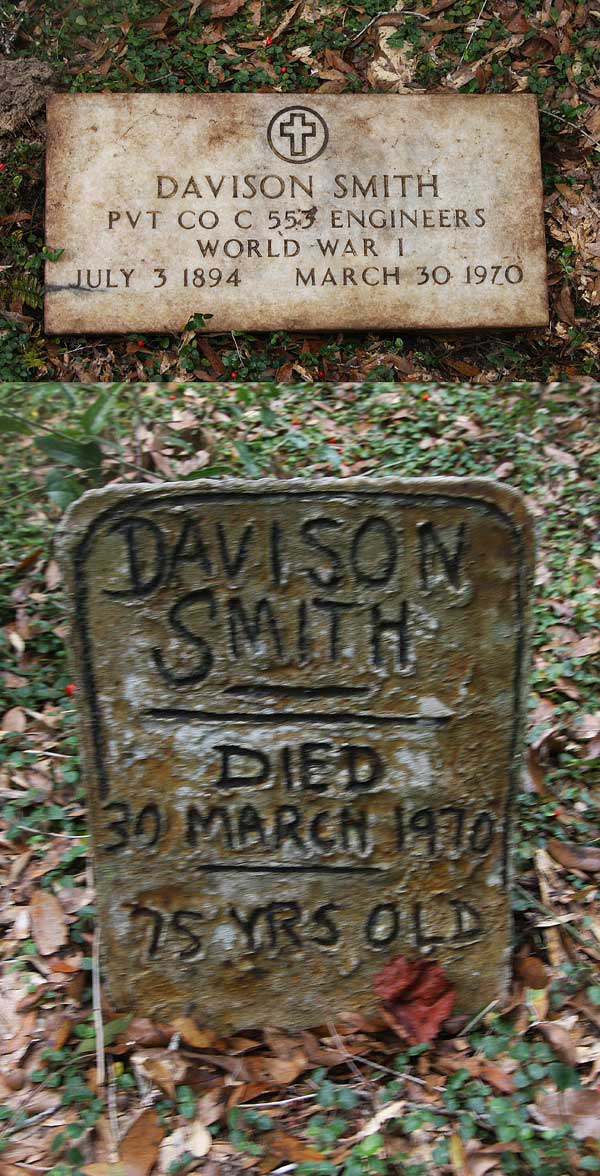 DAVISON SMITH
PVT CO C 553 ENGINEERS
WORLD WAR I
JULY 3 1894 MARCH 30 1970
DAVISON
SMITH
DIED
30 MARCH 1970
75 YRS OLD